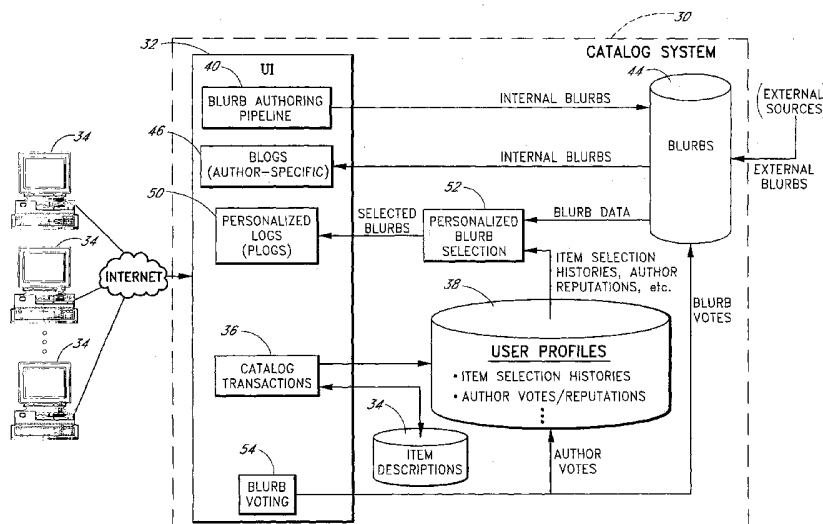 30
CATALOG SYSTEM
32
UI
40
BLURB AUTHORING
PIPELINE
INTERNAL BLURBS
44
BLURBS
(EXTERNAL
SOURCES)
EXTERNAL
BLURBS
34
46
BLOGS
(AUTHOR-SPECIFIC)
INTERNAL BLURBS
50
PERSONALIZED
LOGS
(PLOGS)
SELECTED
BLURBS
52
PERSONALIZED
BLURB
SELECTION
BLURB DATA
34
INTERNET
ITEM SELECTION
HISTORIES, AUTHOR
REPUTATIONS, etc.
BLURB
VOTES
38
USER PROFILES
• ITEM SELECTION HISTORIES
• AUTHOR VOTES/REPUTATIONS
34
36
CATALOG
TRANSACTIONS
34
ITEM
DESCRIPTIONS
AUTHOR
VOTES
54
BLURB
VOTING